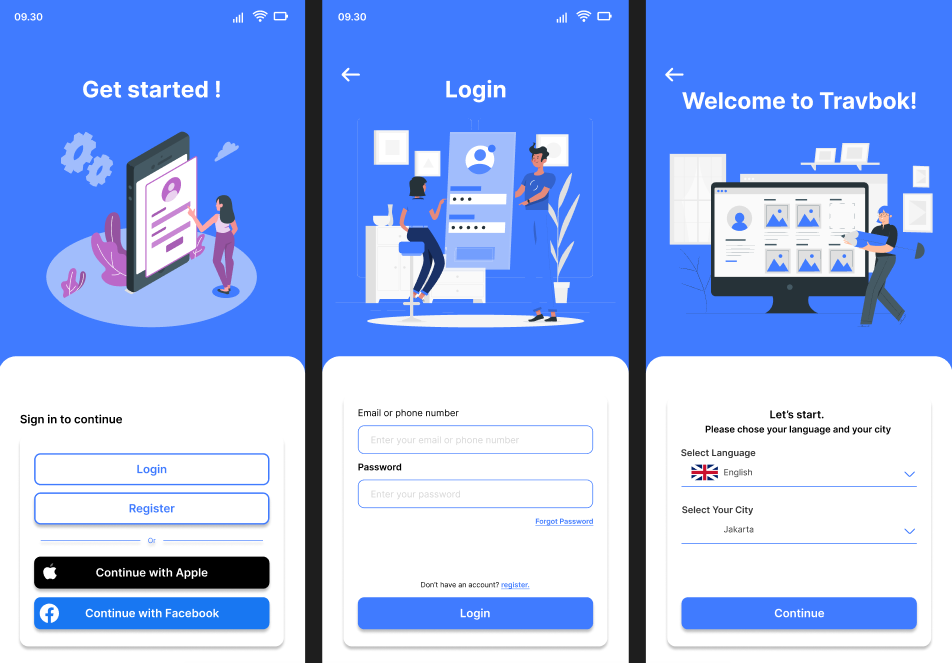 09.30
Get started !
Sign in to continue
Login
Register
Or
Continue with Apple
Continue with Facebook
09.30
Login
Email or phone number
Enter your email or phone number
Password
Enter your password
Forgot Password
Don't have an account? register.
Login
Welcome to Travbok!
Let's start.
Please chose your language and your city
Select Language
English
Select Your City
Jakarta
Continue